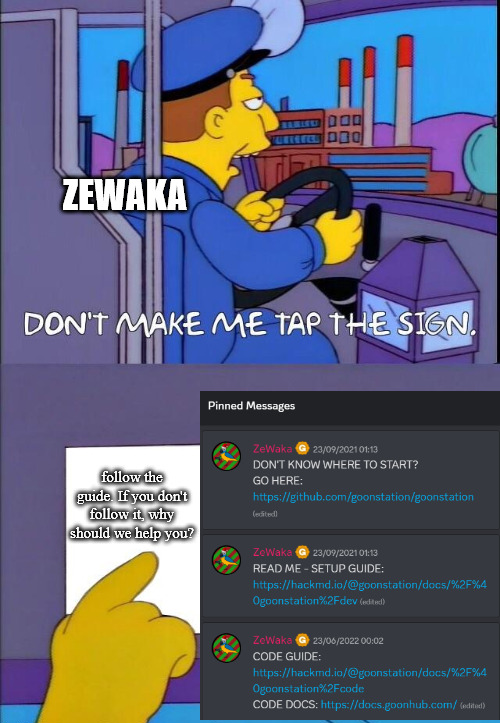 ZEWAKA
DON'T MAKE ME TAP THE SIGN.
follow the
guide. If you don't
follow it, why
should we help you?
Pinned Messages
ZeWaka G 23/09/2021 01:13
DON'T KNOW WHERE TO START?
GO HERE:
https://github.com/goonstation/goonstation
(edited)
ZeWaka G 23/09/2021 01:13
READ ME - SETUP GUIDE:
https://hackmd.io/@goonstation/docs/%2F%4
0goonstation%2Fdev (edited)
ZeWaka G 23/06/2022 00:02
CODE GUIDE:
https://hackmd.io/@goonstation/docs/%2F%4
0goonstation%2Fcode
CODE DOCS: https://docs.goonhub.com/ (edited)